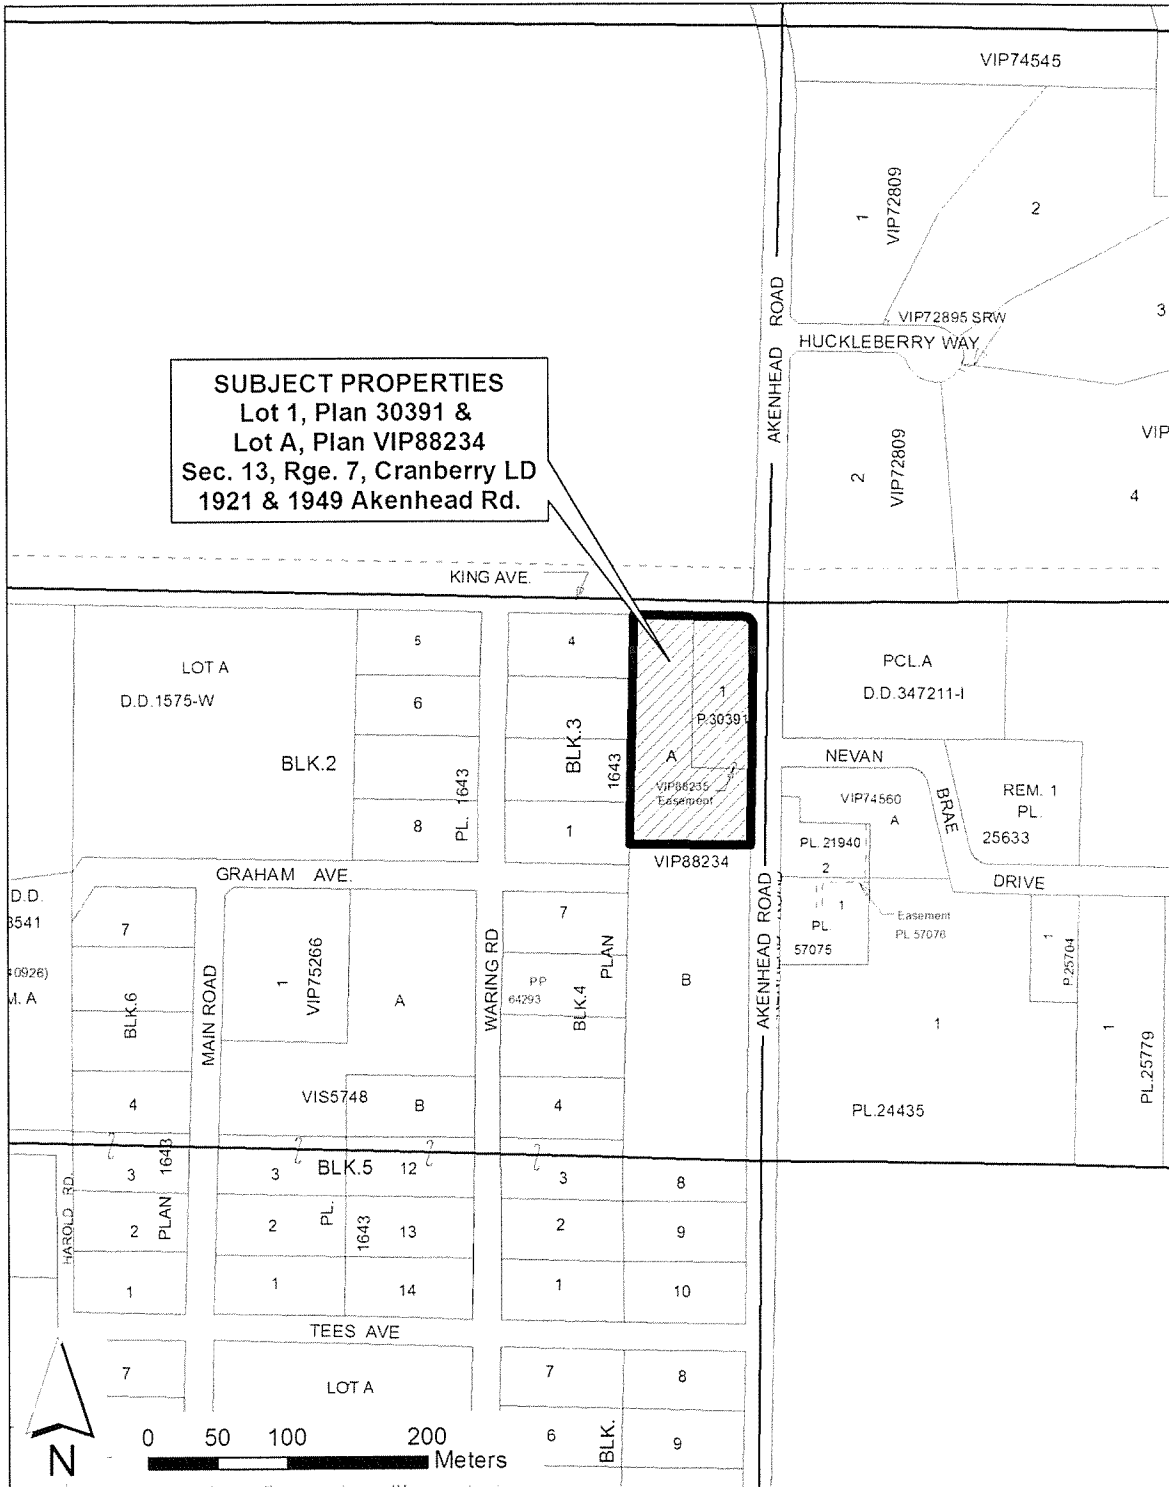 VIP74545
1
VIP72809
2
3
AKENHEAD ROAD
VIP72895 SRW
HUCKLEBERRY WAY
SUBJECT PROPERTIES
Lot 1, Plan 30391 &
Lot A, Plan VIP88234
Sec. 13, Rge. 7, Cranberry LD
1921 & 1949 Akenhead Rd.
2
VIP72809
VIP
4
KING AVE.
LOT A
D.D.1575-W
BLK.2
5
6
8
PL. 1643
4
BLK.3
1643
1
1
P.30391
A
VIP88235
Easement
VIP88234
PCL.A
D.D.347211-I
NEVAN
BRAE
DRIVE
VIP74560
A
REM. 1
PL.
25633
PL. 21940
2
1
PL.
57075
Easement
PL 57076
GRAHAM AVE.
D.D.
3541
10926)
M. A
7
BLK.6
4
MAIN ROAD
1
VIP75266
A
VIS5748
B
WARING RD
7
PP
64293
BLK.4
PLAN
4
B
AKENHEAD ROAD
1
P.25704
1
PL.24435
1
PL.25779
HAROLD RD
3
2
1
PLAN 1643
3
2
1
BLK.5
PL.
1643
12
13
14
3
2
1
8
9
10
TEES AVE
7
LOT A
7
6
BLK.
8
9
N
0 50 100 200
Meters